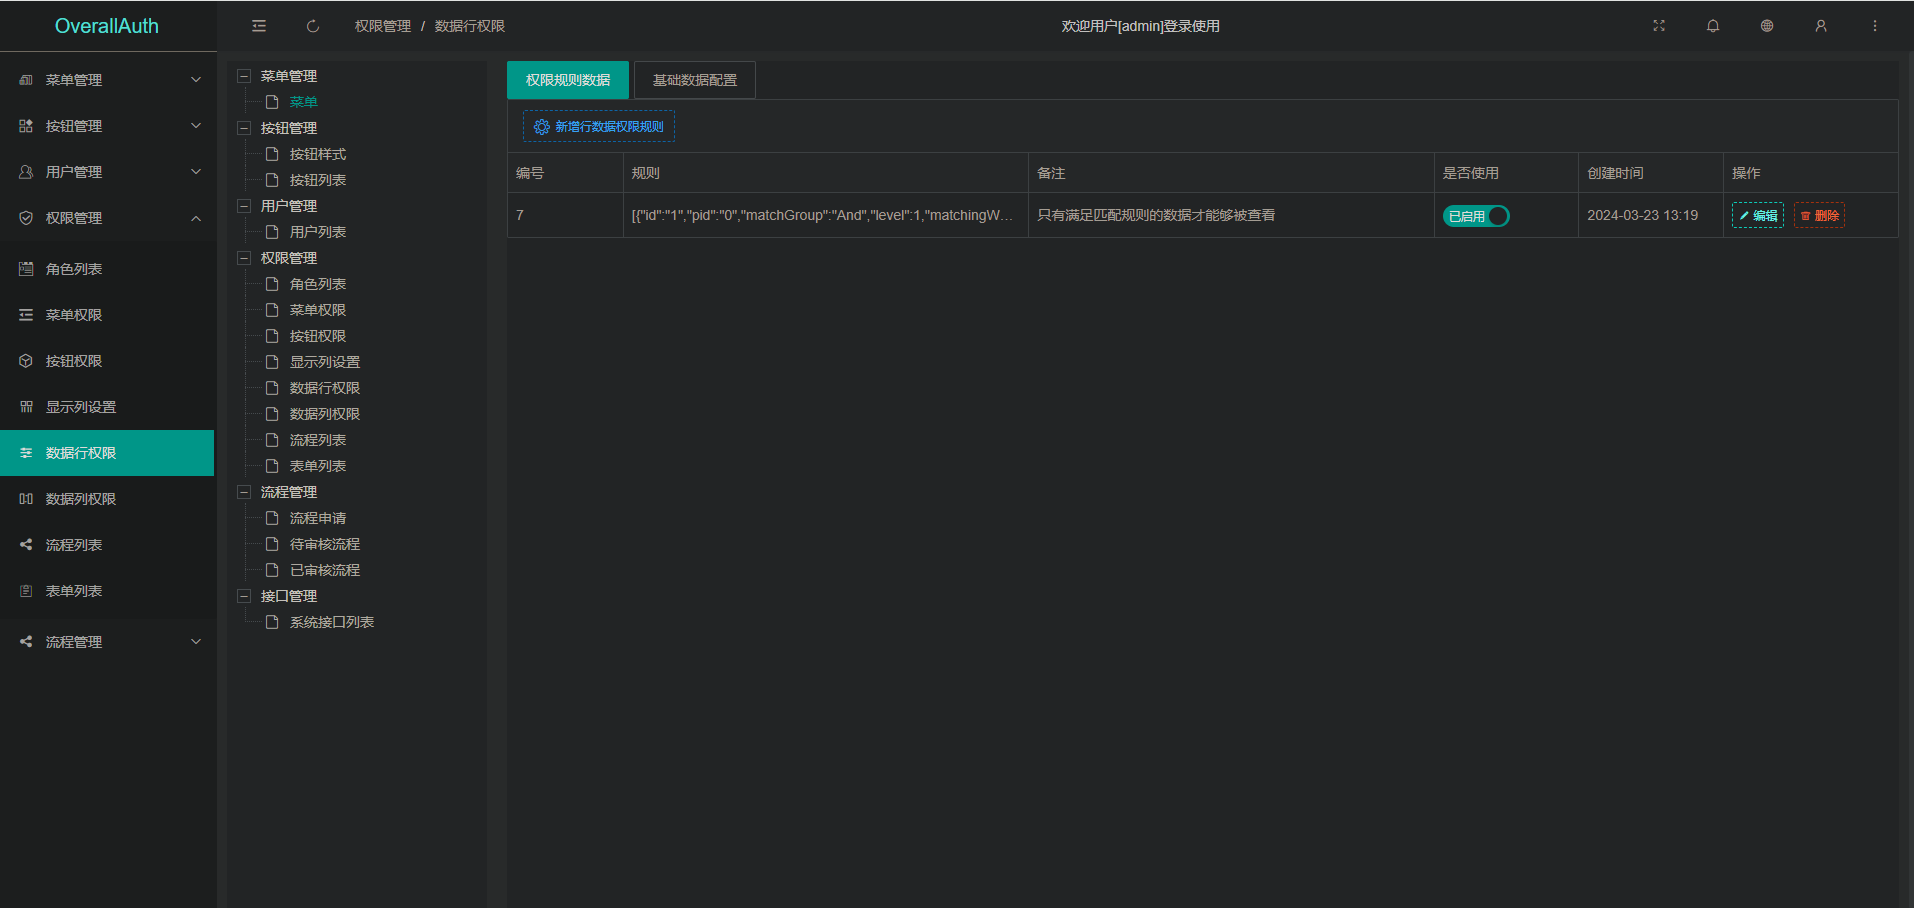 OverallAuth
权限管理 / 数据行权限
欢迎用户[admin]登录使用
菜单管理
按钮管理
用户管理
权限管理
角色列表
菜单权限
按钮权限
显示列设置
数据行权限
数据列权限
流程列表
表单列表
流程管理
菜单管理
菜单
按钮管理
按钮样式
按钮列表
用户管理
用户列表
权限管理
角色列表
菜单权限
按钮权限
显示列设置
数据行权限
数据列权限
流程列表
表单列表
流程管理
流程申请
待审核流程
已审核流程
接口管理
系统接口列表
权限规则数据 基础数据配置
新增行数据权限规则
编号 规则 备注 是否使用 创建时间 操作
7 [{"id":"1","pid":"0","matchGroup":"And","level":1,"matchingW... 只有满足匹配规则的数据才能够被查看 已启用 2024-03-23 13:19 编辑 删除